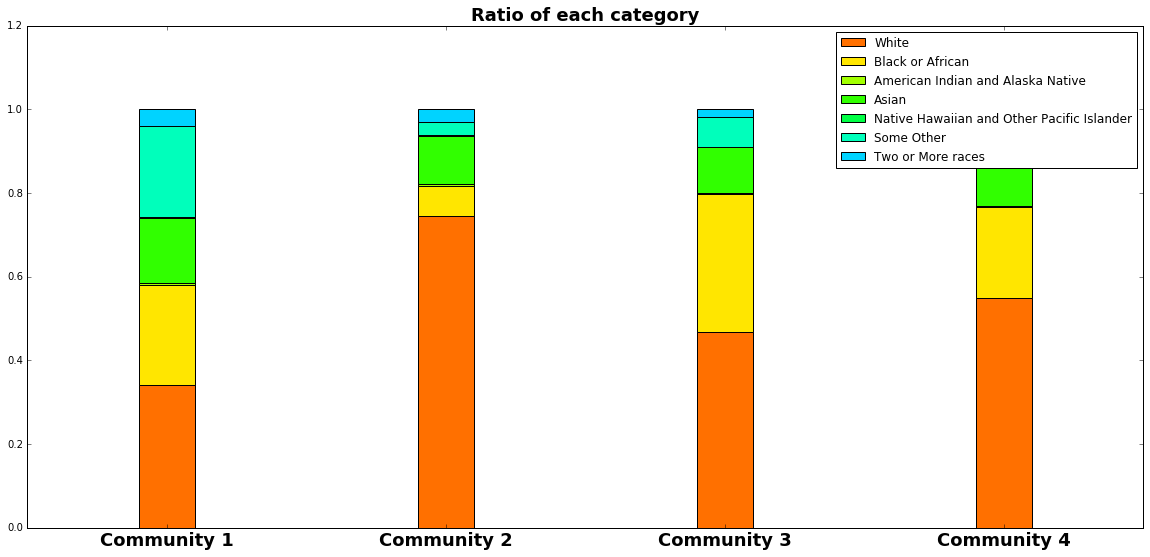 Ratio of each category
1.2
1.0
0.8
0.6
0.4
0.2
0.0
White
Black or African
American Indian and Alaska Native
Asian
Native Hawaiian and Other Pacific Islander
Some Other
Two or More races
Community 1
Community 2
Community 3
Community 4